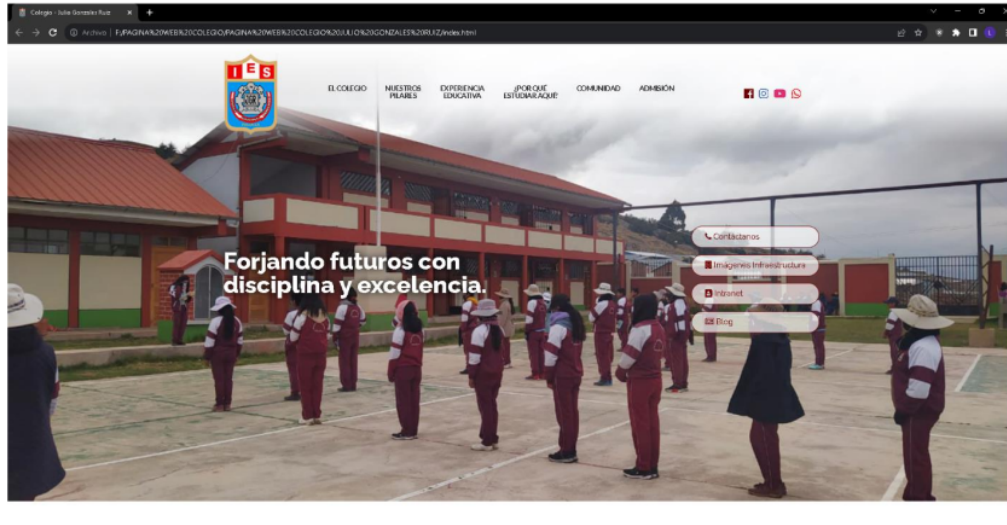 Colegio - Julio Gonzales Ruiz
Archivo | F:/PAGINA%20WEB%20COLEGIO/PAGINA%20WEB%20COLEGIO%20JULIO%20GONZALES%20RUIZ/index.html
L
IES
EL COLEGIO
NUESTROS
PILARES
EXPERIENCIA
EDUCATIVA
¿POR QUÉ
ESTUDIAR AQUÍ?
COMUNIDAD
ADMISIÓN
Contáctanos
Imágenes Infraestructura
Intranet
Blog
Forjando futuros con
disciplina y excelencia.